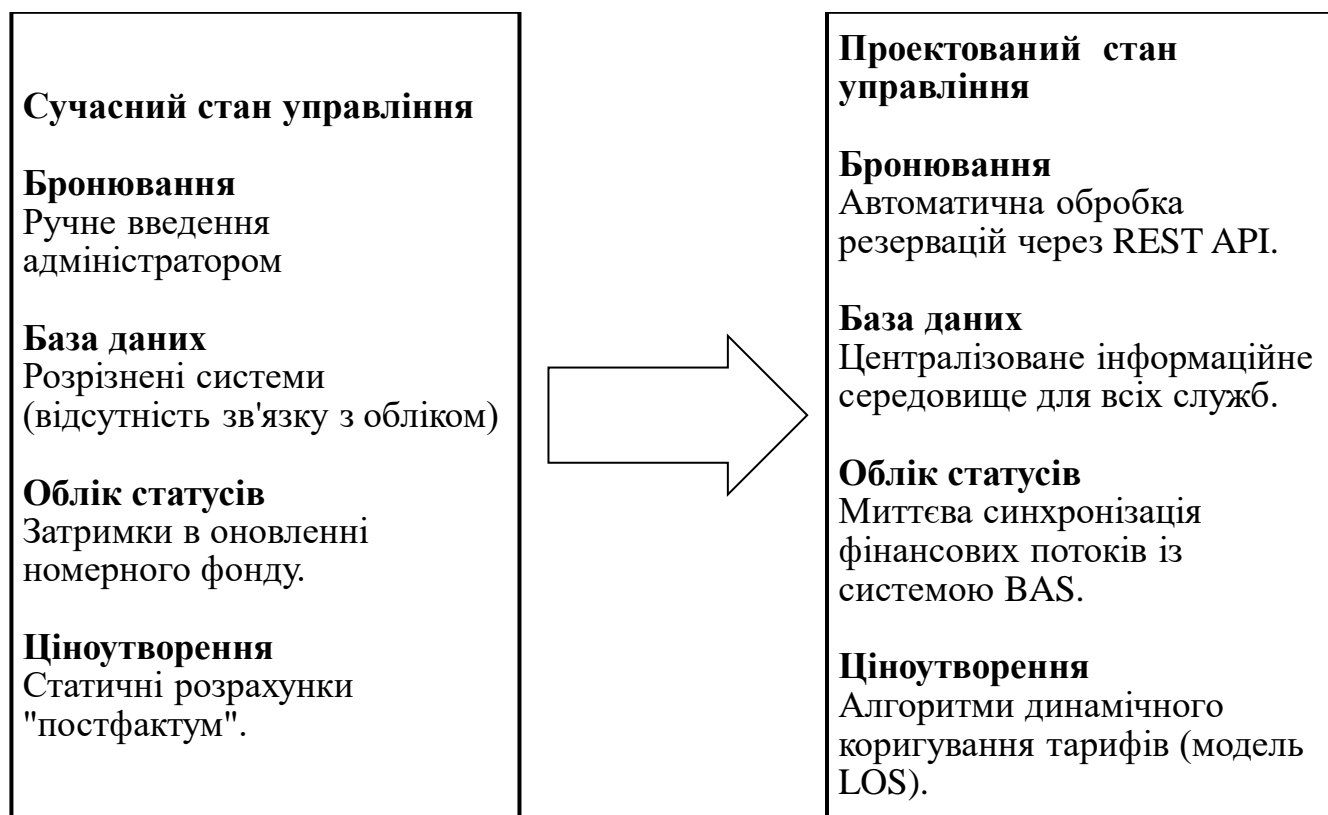 Сучасний стан управління
Бронювання
Ручне введення
адміністратором
База даних
Розрізнені системи
(відсутність зв'язку з обліком)
Облік статусів
Затримки в оновленні
номерного фонду.
Ціноутворення
Статичні розрахунки
"постфактум".
Проектований стан
управління
Бронювання
Автоматична обробка
резервацій через REST API.
База даних
Централізоване інформаційне
середовище для всіх служб.
Облік статусів
Миттєва синхронізація
фінансових потоків із
системою BAS.
Ціноутворення
Алгоритми динамічного
коригування тарифів (модель
LOS).